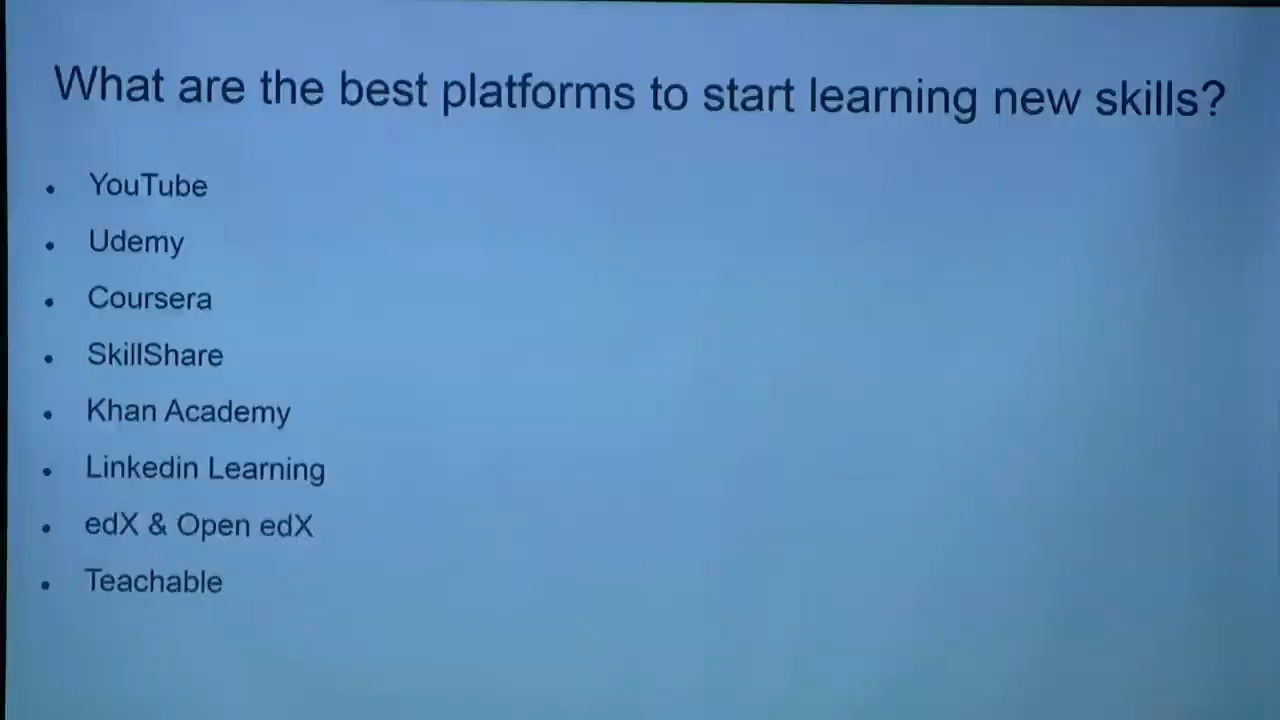 What are the best platforms to start learning new skills?
• YouTube
• Udemy
• Coursera
• SkillShare
• Khan Academy
• Linkedin Learning
• edX & Open edX
• Teachable